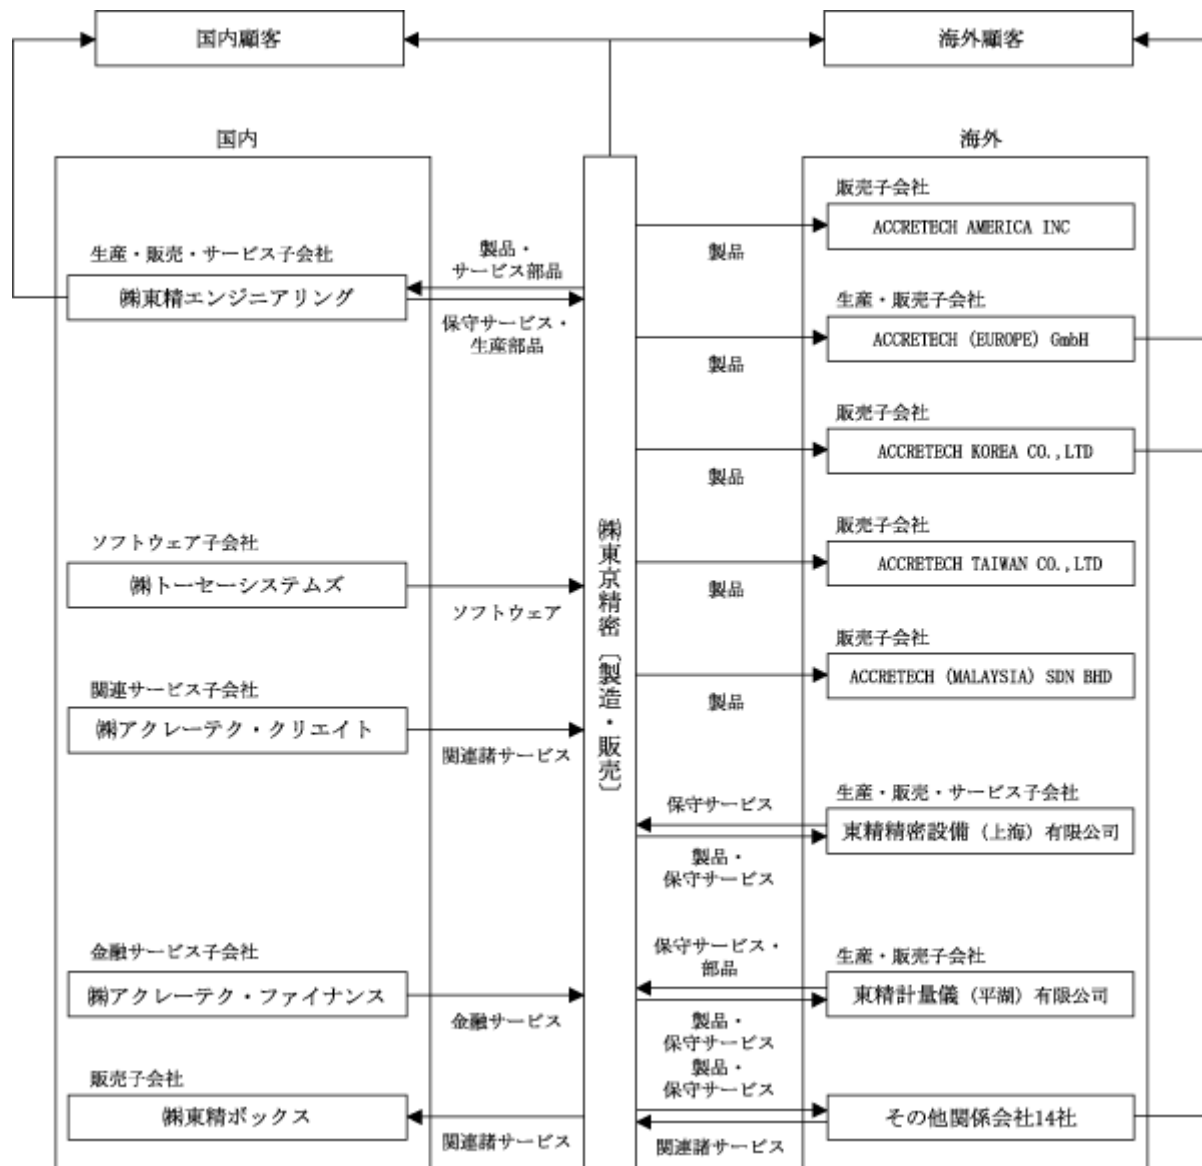 国内顧客
海外顧客
国内
海外
生産・販売・サービス子会社
㈱東精エンジニアリング
製品・
サービス部品
保守サービス・
生産部品
ソフトウェア子会社
㈱トーセーシステムズ
ソフトウェア
関連サービス子会社
㈱アクレーテク・クリエイト
関連諸サービス
金融サービス子会社
㈱アクレーテク・ファイナンス
金融サービス
販売子会社
㈱東精ボックス
関連諸サービス
㈱東京精密〔製造・販売〕
販売子会社
ACCRETECH AMERICA INC
製品
生産・販売子会社
ACCRETECH (EUROPE) GmbH
製品
販売子会社
ACCRETECH KOREA CO.,LTD
製品
販売子会社
ACCRETECH TAIWAN CO.,LTD
製品
販売子会社
ACCRETECH (MALAYSIA) SDN BHD
製品
生産・販売・サービス子会社
保守サービス
東精精密設備（上海）有限公司
製品・
保守サービス
生産・販売子会社
保守サービス・
部品
東精計量儀（平湖）有限公司
製品・
保守サービス
製品・
保守サービス
その他関係会社14社
関連諸サービス